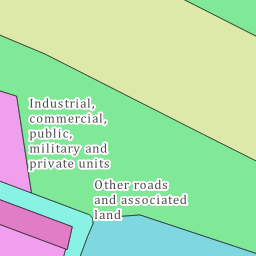 Industrial,
commercial,
public,
military and
private units
Other roads
and associated
land